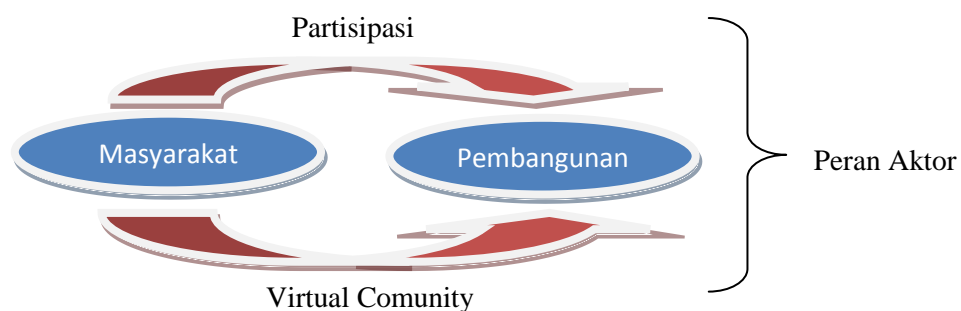 Partisipasi
Masyarakat
Pembangunan
Peran Aktor
Virtual Comunity